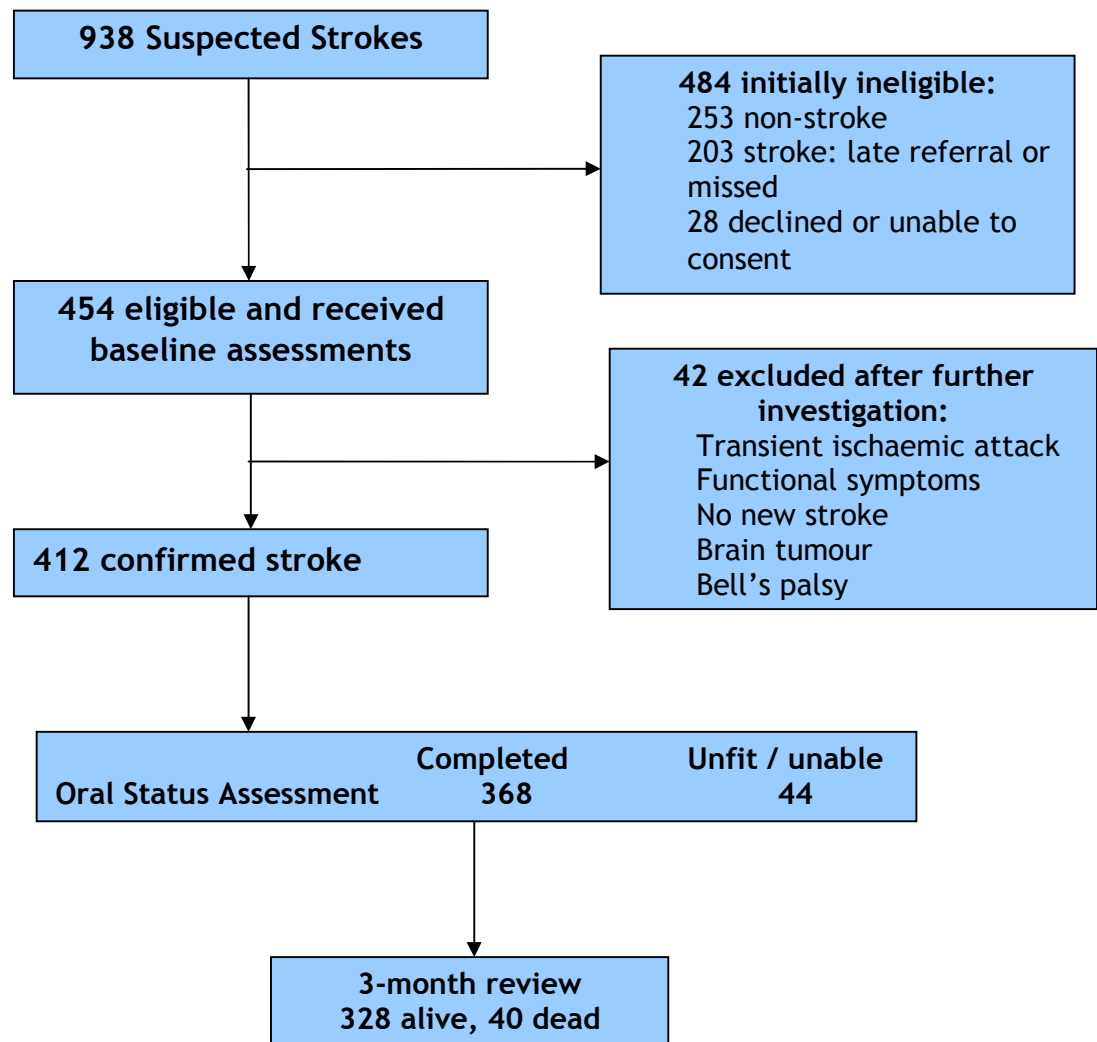 938 Suspected Strokes
484 initially ineligible:
253 non-stroke
203 stroke: late referral or
missed
28 declined or unable to
consent
454 eligible and received
baseline assessments
42 excluded after further
investigation:
Transient ischaemic attack
Functional symptoms
No new stroke
Brain tumour
Bell’s palsy
412 confirmed stroke
Completed Unfit / unable
Oral Status Assessment 368 44
3-month review
328 alive, 40 dead